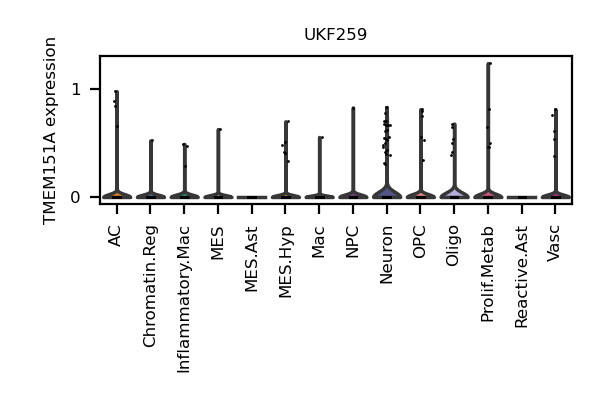 UKF259
TMEM151A expression
1
0
AC
Chromatin.Reg
Inflammatory.Mac
MES
MES.Ast
MES.Hyp
Mac
NPC
Neuron
OPC
Oligo
Prolif.Metab
Reactive.Ast
Vasc